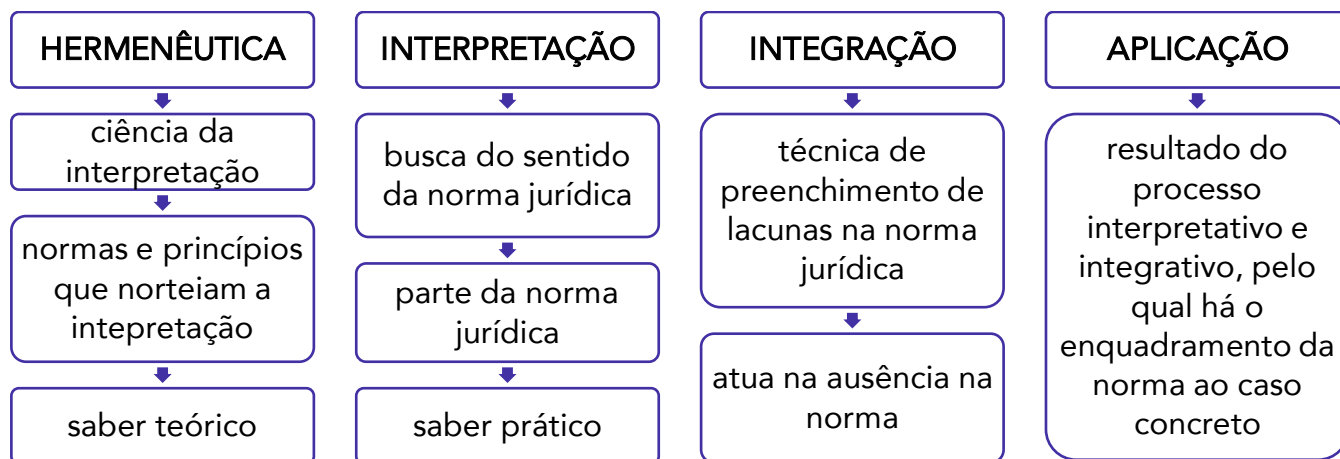 HERMENÊUTICA
ciência da
interpretação
normas e princípios
que norteiam a
intepretação
saber teórico
INTERPRETAÇÃO
busca do sentido
da norma jurídica
parte da norma
jurídica
saber prático
INTEGRAÇÃO
técnica de
preenchimento de
lacunas na norma
jurídica
atua na ausência na
norma
APLICAÇÃO
resultado do
processo
interpretativo e
integrativo, pelo
qual há o
enquadramento da
norma ao caso
concreto